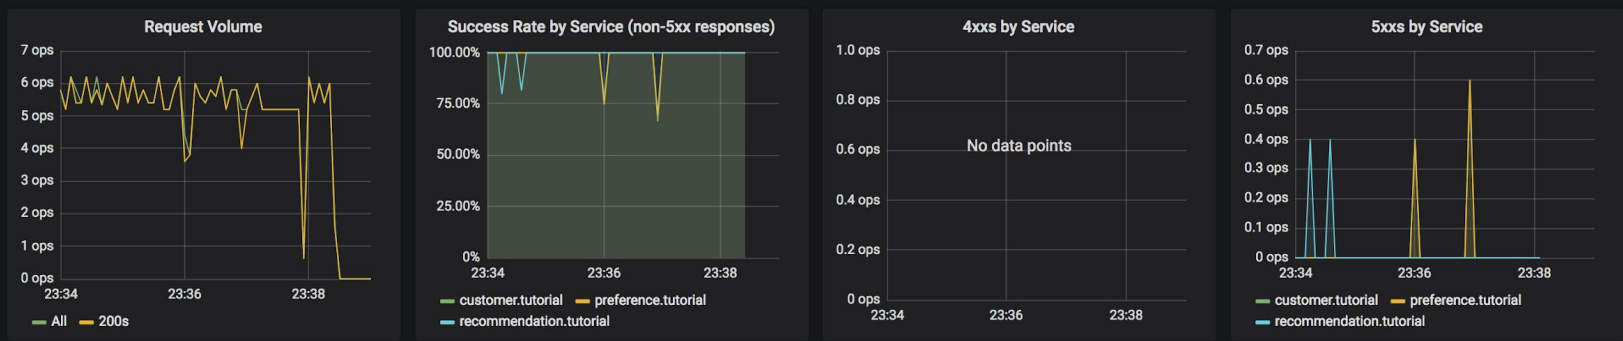 Request Volume
7 ops
6 ops
5 ops
4 ops
3 ops
2 ops
1 ops
0 ops
23:34 23:36 23:38
All 200s
Success Rate by Service (non-5xx responses)
100.00%
75.00%
50.00%
25.00%
0%
23:34 23:36 23:38
customer.tutorial preference.tutorial
recommendation.tutorial
4xxs by Service
1.0 ops
0.8 ops
0.6 ops
0.4 ops
0.2 ops
0 ops
No data points
23:34 23:36 23:38
5xxs by Service
0.7 ops
0.6 ops
0.5 ops
0.4 ops
0.3 ops
0.2 ops
0.1 ops
0 ops
23:34 23:36 23:38
customer.tutorial preference.tutorial
recommendation.tutorial